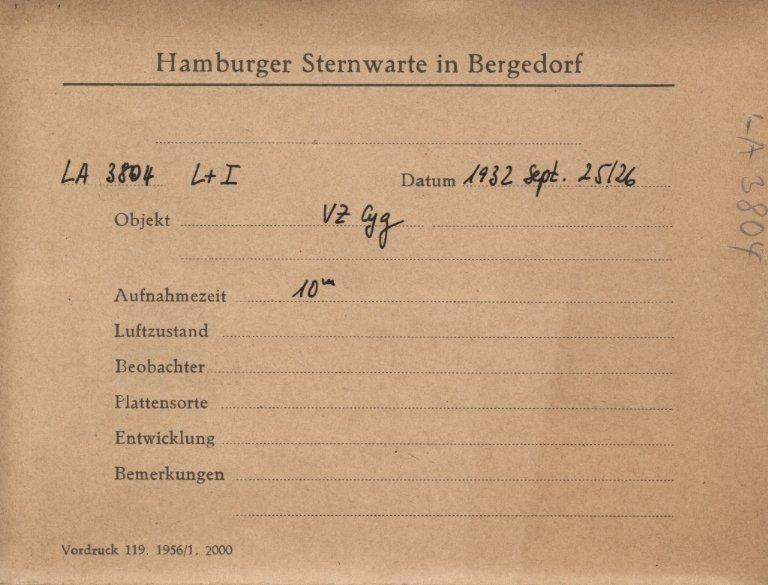 Hamburger Sternwarte in Bergedorf
LA 3804 L+I Datum 1932 Sept. 25/26
Objekt VZ Cyg
Aufnahmezeit 10m
Luftzustand
Beobachter
Plattensorte
Entwicklung
Bemerkungen
Vordruck 119. 1956/1. 2000
LA 3804